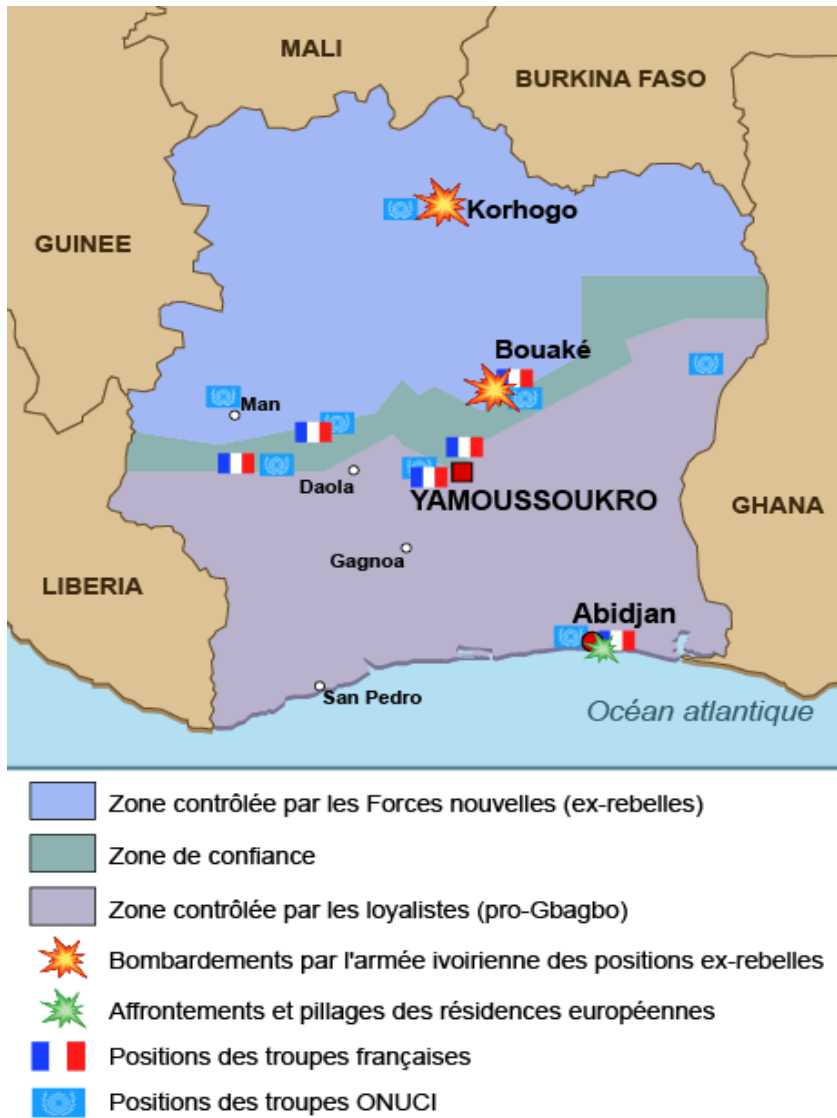 MALI
BURKINA FASO
GUINEE
Korhogo
Bouaké
Man
Daola
YAMOUSSOUKRO
GHANA
Gagnoa
LIBERIA
Abidjan
San Pedro
Océan atlantique
Zone contrôlée par les Forces nouvelles (ex-rebelles)
Zone de confiance
Zone contrôlée par les loyalistes (pro-Gbagbo)
Bombardements par l'armée ivoirienne des positions ex-rebelles
Affrontements et pillages des résidences européennes
Positions des troupes françaises
Positions des troupes ONUCI